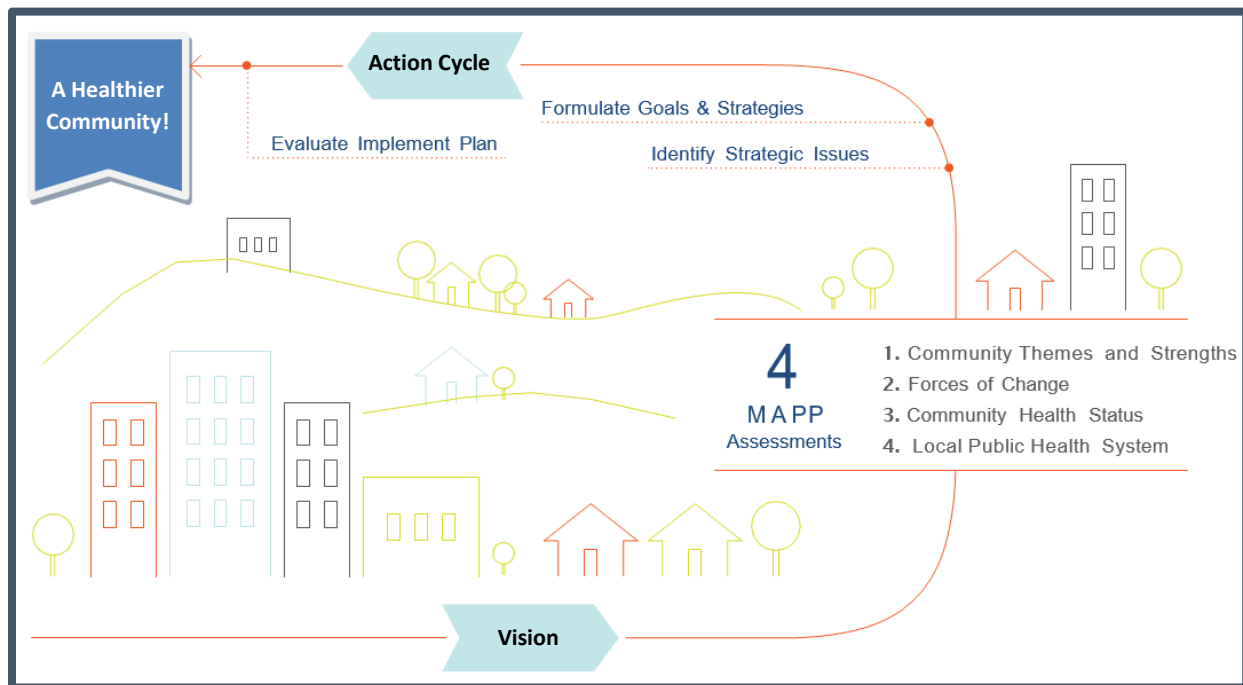 A Healthier
Community!
Action Cycle
Formulate Goals & Strategies
Evaluate Implement Plan
Identify Strategic Issues
4
MAPP
Assessments
1. Community Themes and Strengths
2. Forces of Change
3. Community Health Status
4. Local Public Health System
Vision